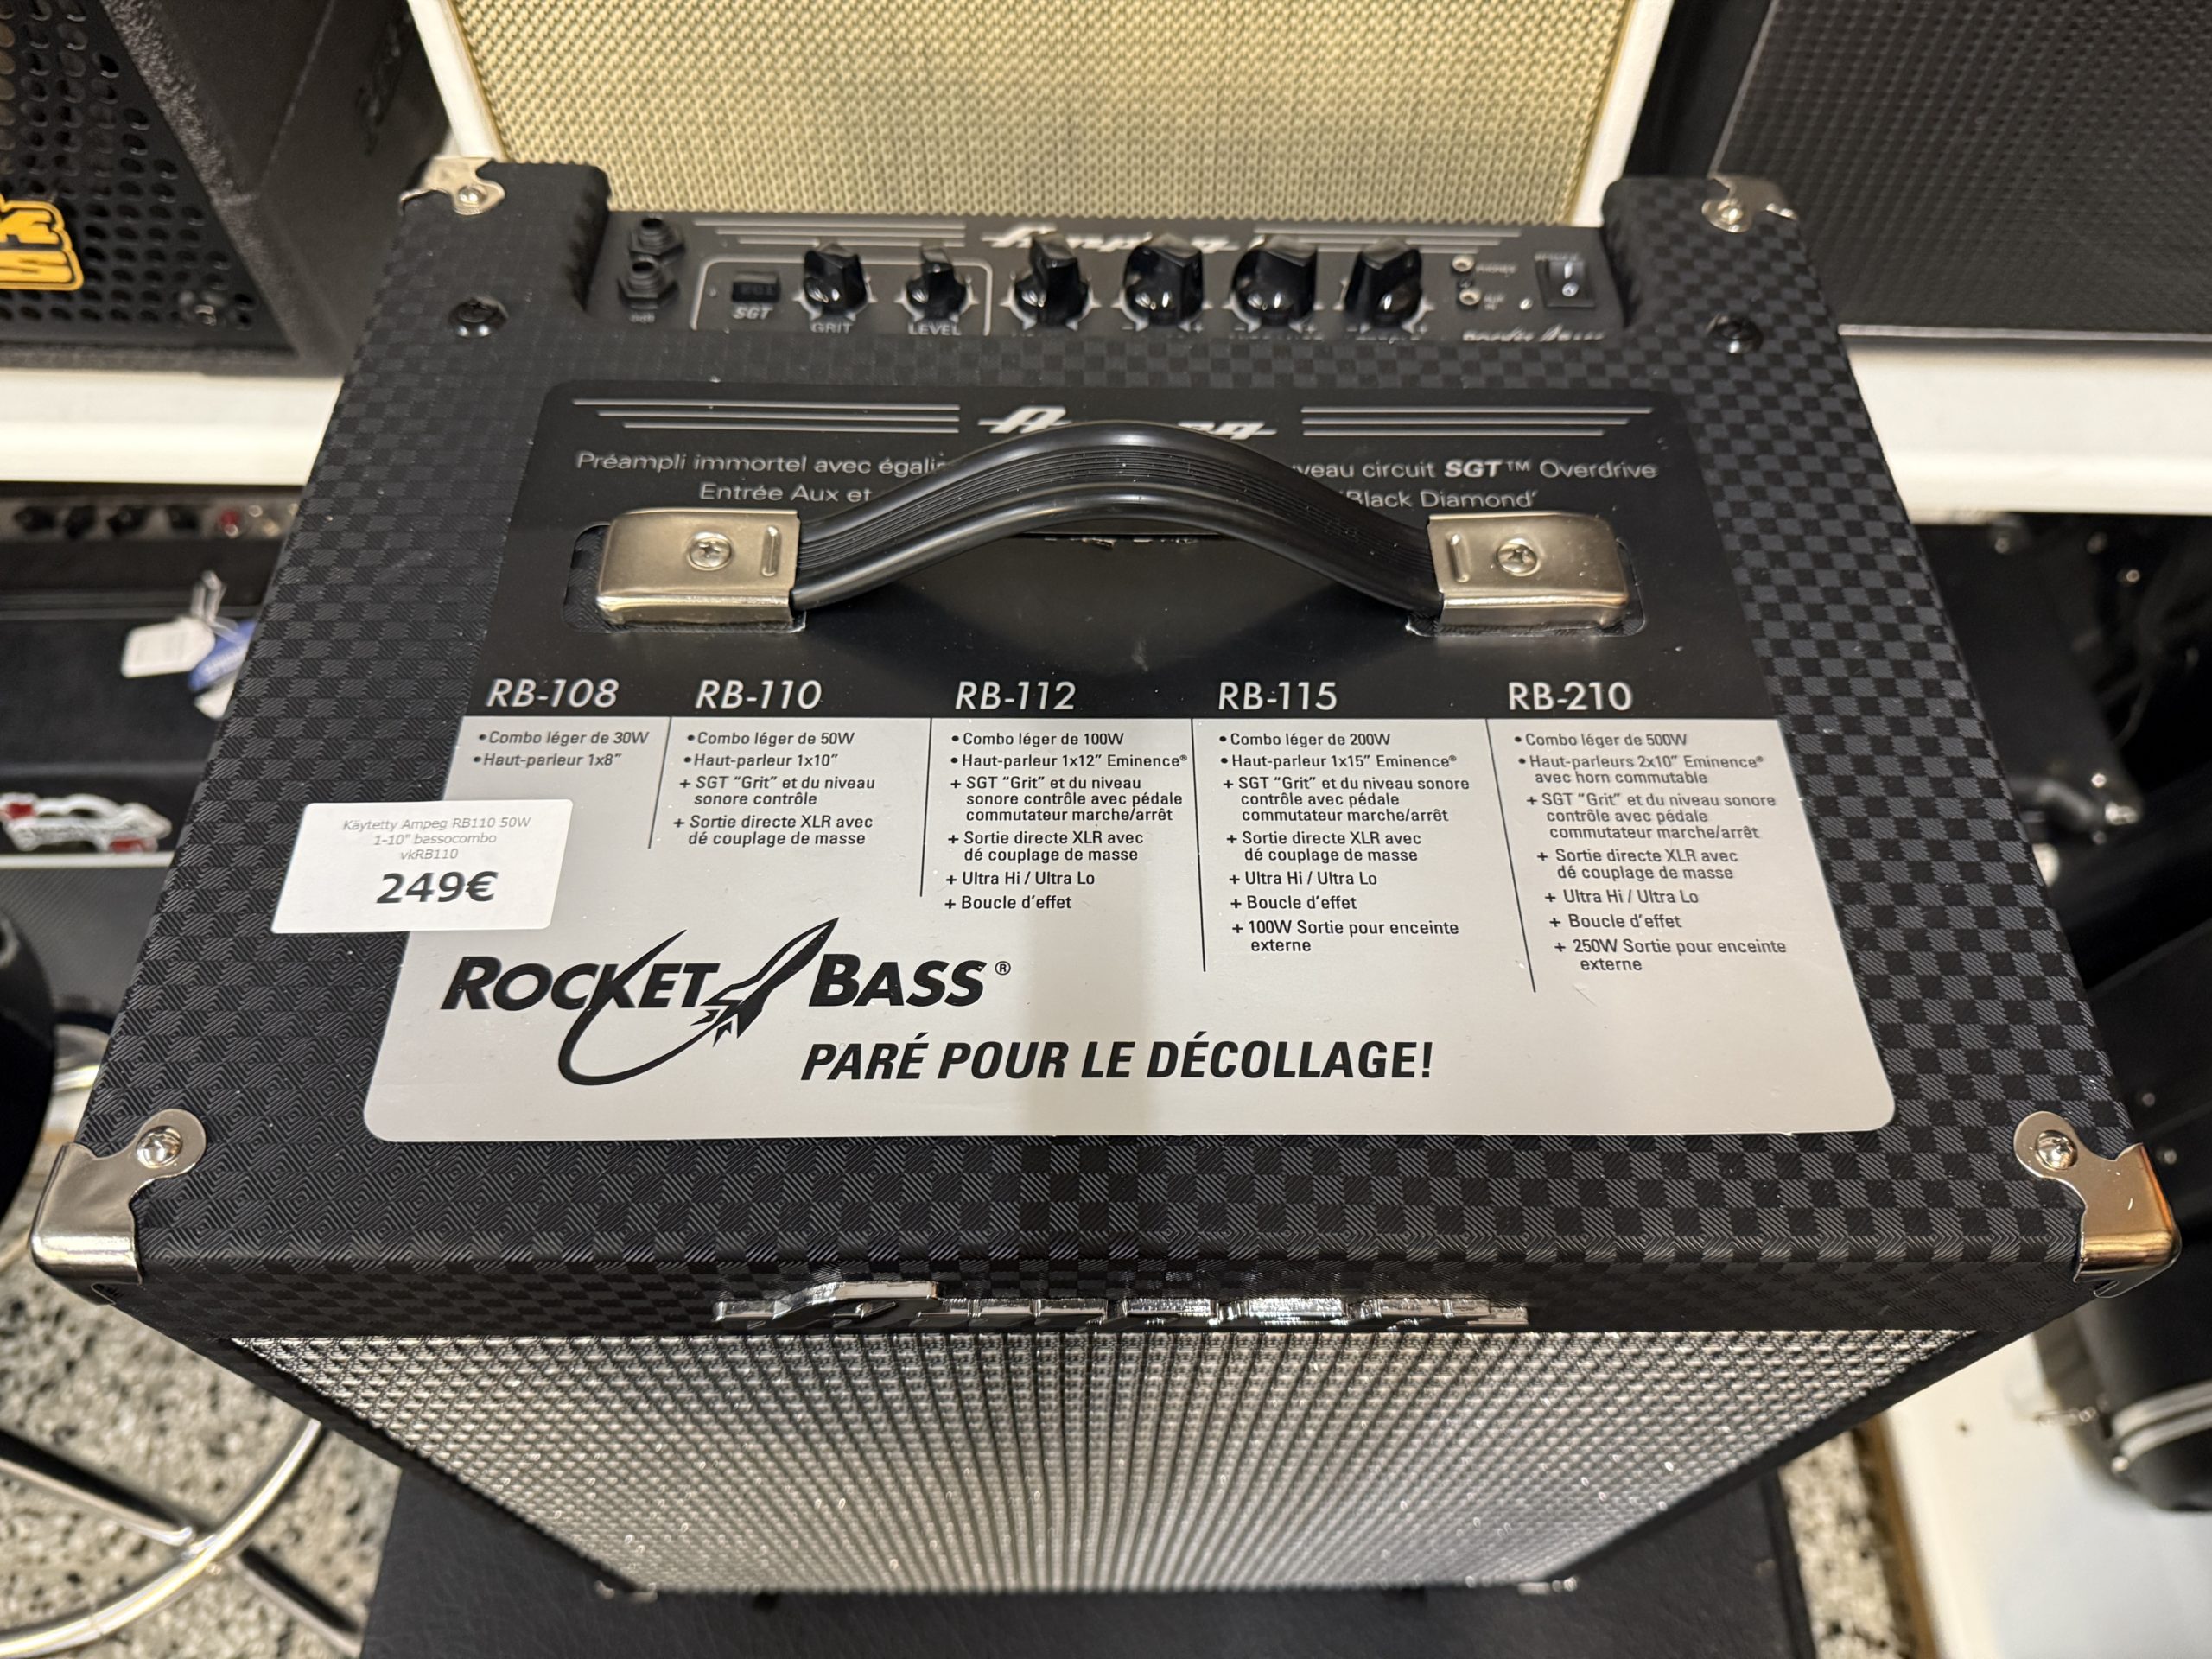 Ampeg
SGT
GRIT
LEVEL
Ampeg
Préampli immortel avec
circuit SGT™ Overdrive
Entrée Aux et
'Black Diamond'
RB-108
•Combo léger de 30W
•Haut-parleur 1x8"
RB-110
•Combo léger de 50W
•Haut-parleur 1x10"
+ SGT "Grit" et du niveau
sonore contrôle
+ Sortie directe XLR avec
dé couplage de masse
RB-112
•Combo léger de 100W
•Haut-parleur 1x12" Eminence®
+ SGT "Grit" et du niveau
sonore contrôle avec pédale
commutateur marche/arrêt
+ Sortie directe XLR avec
dé couplage de masse
+ Ultra Hi / Ultra Lo
+ Boucle d'effet
RB-115
•Combo léger de 200W
•Haut-parleur 1x15" Eminence®
+ SGT "Grit" et du niveau sonore
contrôle avec pédale
commutateur marche/arrêt
+ Sortie directe XLR avec
dé couplage de masse
+ Ultra Hi / Ultra Lo
+ Boucle d'effet
+ 100W Sortie pour enceinte
externe
RB-210
•Combo léger de 500W
•Haut-parleurs 2x10" Eminence®
avec horn commutable
+ SGT "Grit" et du niveau sonore
contrôle avec pédale
commutateur marche/arrêt
+ Sortie directe XLR avec
dé couplage de masse
+ Ultra Hi / Ultra Lo
+ Boucle d'effet
+ 250W Sortie pour enceinte
externe
Käytetty Ampeg RB110 50W
1-10" bassocombo
vkRB110
249€
ROCKET BASS®
PARÉ POUR LE DÉCOLLAGE!
Ampeg